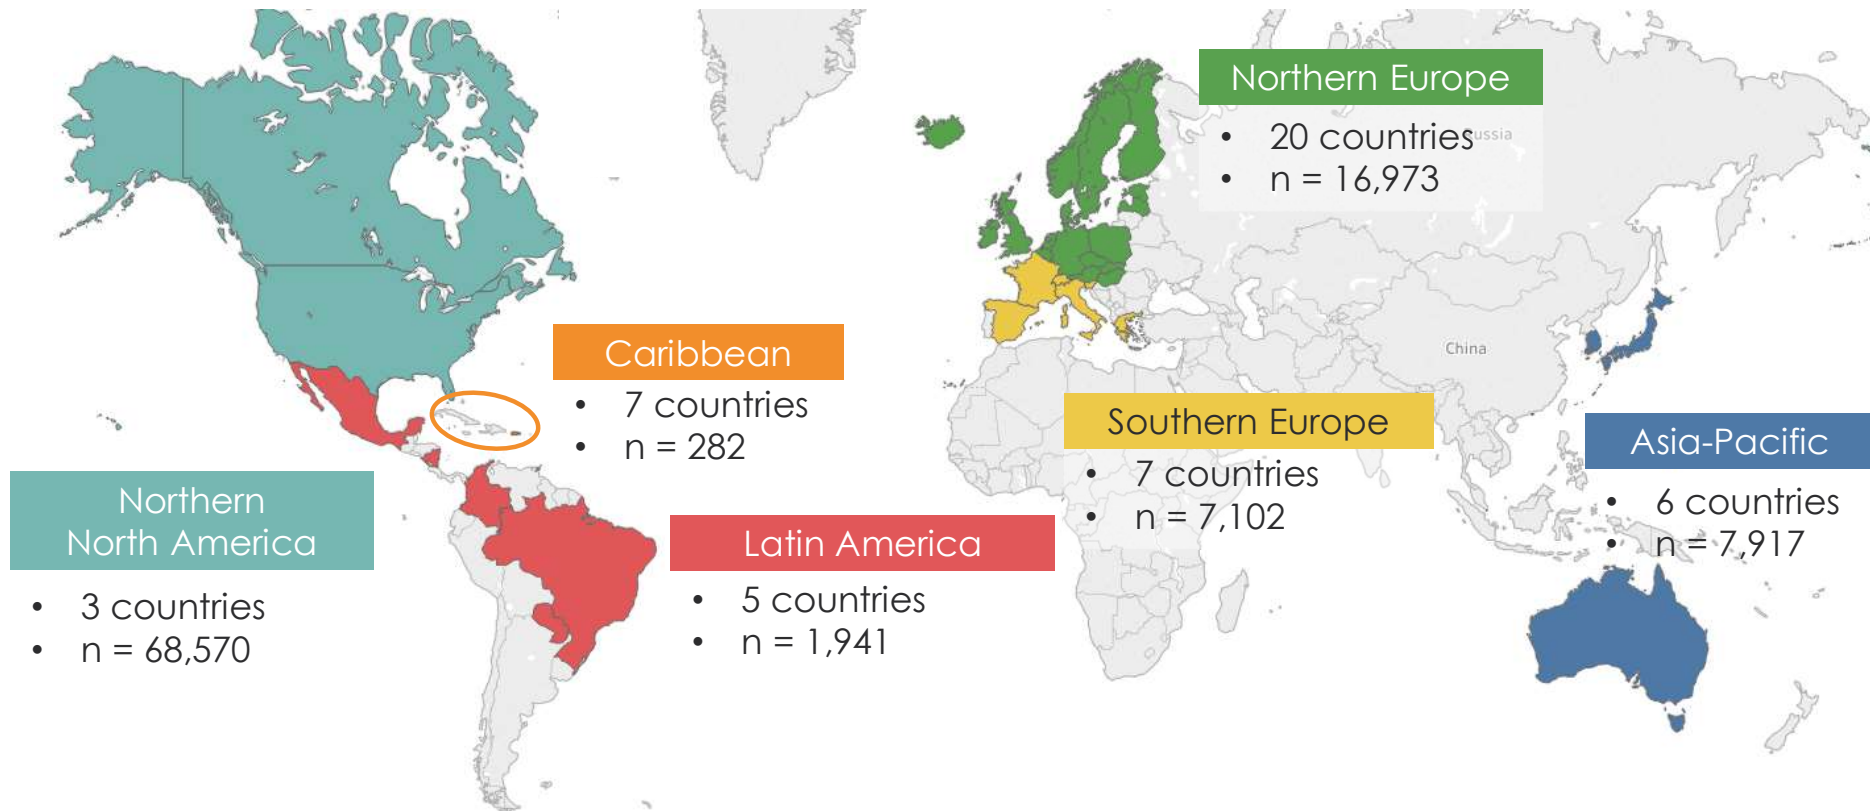 Northern Europe
• 20 countries
• n = 16,973
ussia
China
Caribbean
• 7 countries
• n = 282
Southern Europe
• 7 countries
• n = 7,102
Asia-Pacific
• 6 countries
• n = 7,917
Northern
North America
• 3 countries
• n = 68,570
Latin America
• 5 countries
• n = 1,941